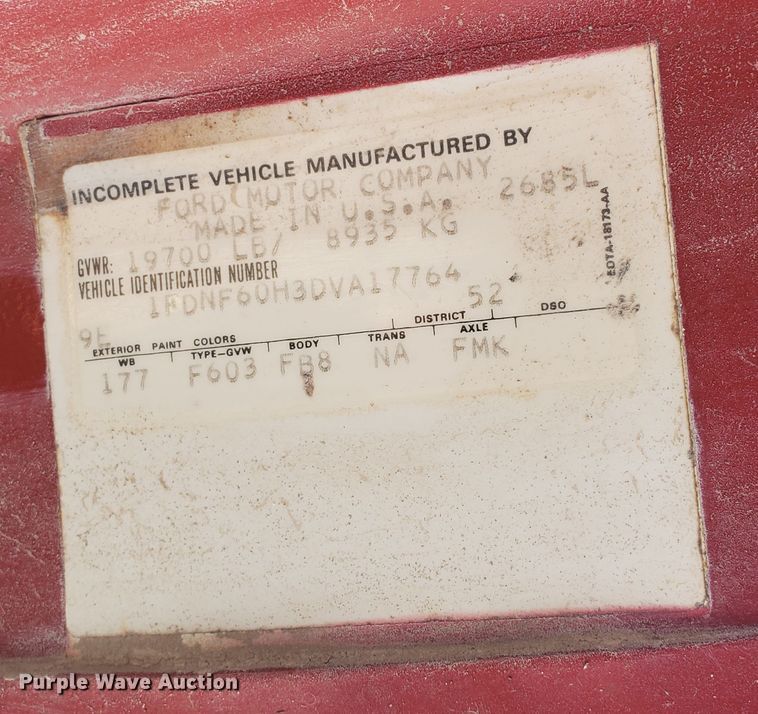 INCOMPLETE VEHICLE MANUFACTURED BY
FORD MOTOR COMPANY
MADE IN U.S.A. 2685L
GVWR: 19700 LB/ 8935 KG
VEHICLE IDENTIFICATION NUMBER
1FDNF60H3DVA17764
9E 52
EXTERIOR PAINT COLORS DISTRICT DSO
WB TYPE-GVW BODY TRANS AXLE
177 F603 FB8 NA FMK
EOTA-18173-AA
Purple Wave Auction